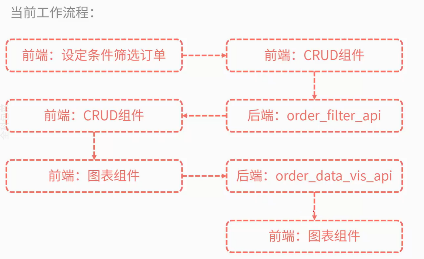 当前工作流程：
前端：设定条件筛选订单
前端：CRUD组件
前端：CRUD组件
后端：order_filter_api
前端：图表组件
后端：order_data_vis_api
前端：图表组件